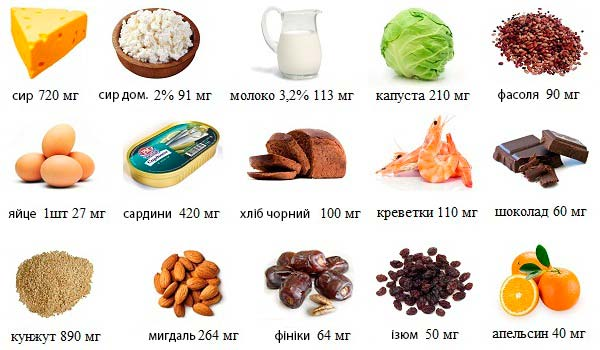 сир 720 мг
сир дом. 2% 91 мг
молоко 3,2% 113 мг
капуста 210 мг
фасоля 90 мг
яйце 1шт 27 мг
сардини 420 мг
хліб чорний 100 мг
креветки 110 мг
шоколад 60 мг
кунжут 890 мг
мигдаль 264 мг
фініки 64 мг
ізюм 50 мг
апельсин 40 мг